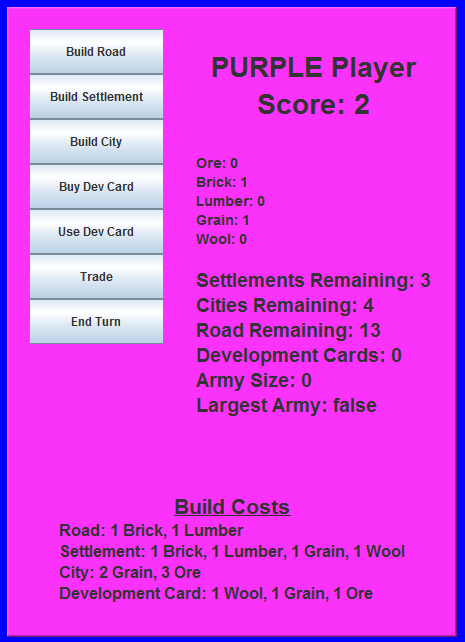 Build Road
Build Settlement
Build City
Buy Dev Card
Use Dev Card
Trade
End Turn
PURPLE Player
Score: 2
Ore: 0
Brick: 1
Lumber: 0
Grain: 1
Wool: 0
Settlements Remaining: 3
Cities Remaining: 4
Road Remaining: 13
Development Cards: 0
Army Size: 0
Largest Army: false
Build Costs
Road: 1 Brick, 1 Lumber
Settlement: 1 Brick, 1 Lumber, 1 Grain, 1 Wool
City: 2 Grain, 3 Ore
Development Card: 1 Wool, 1 Grain, 1 Ore